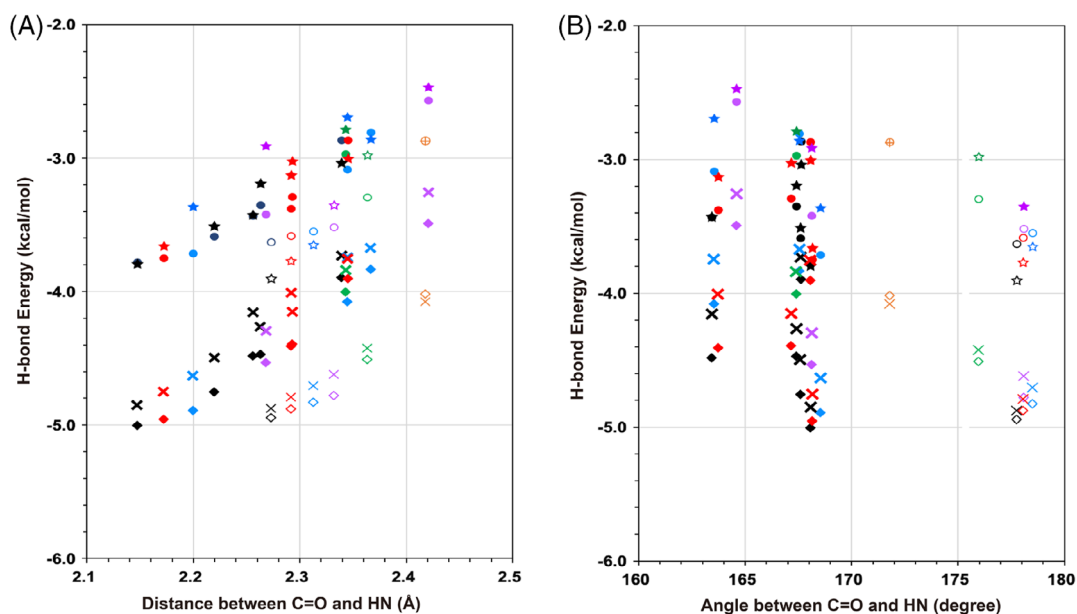 (A)
H-bond Energy (kcal/mol)
-2.0
-3.0
-4.0
-5.0
-6.0
2.1 2.2 2.3 2.4 2.5
Distance between C=O and HN (Å)
(B)
H-bond Energy (kcal/mol)
-2.0
-3.0
-4.0
-5.0
-6.0
160 165 170 175 180
Angle between C=O and HN (degree)